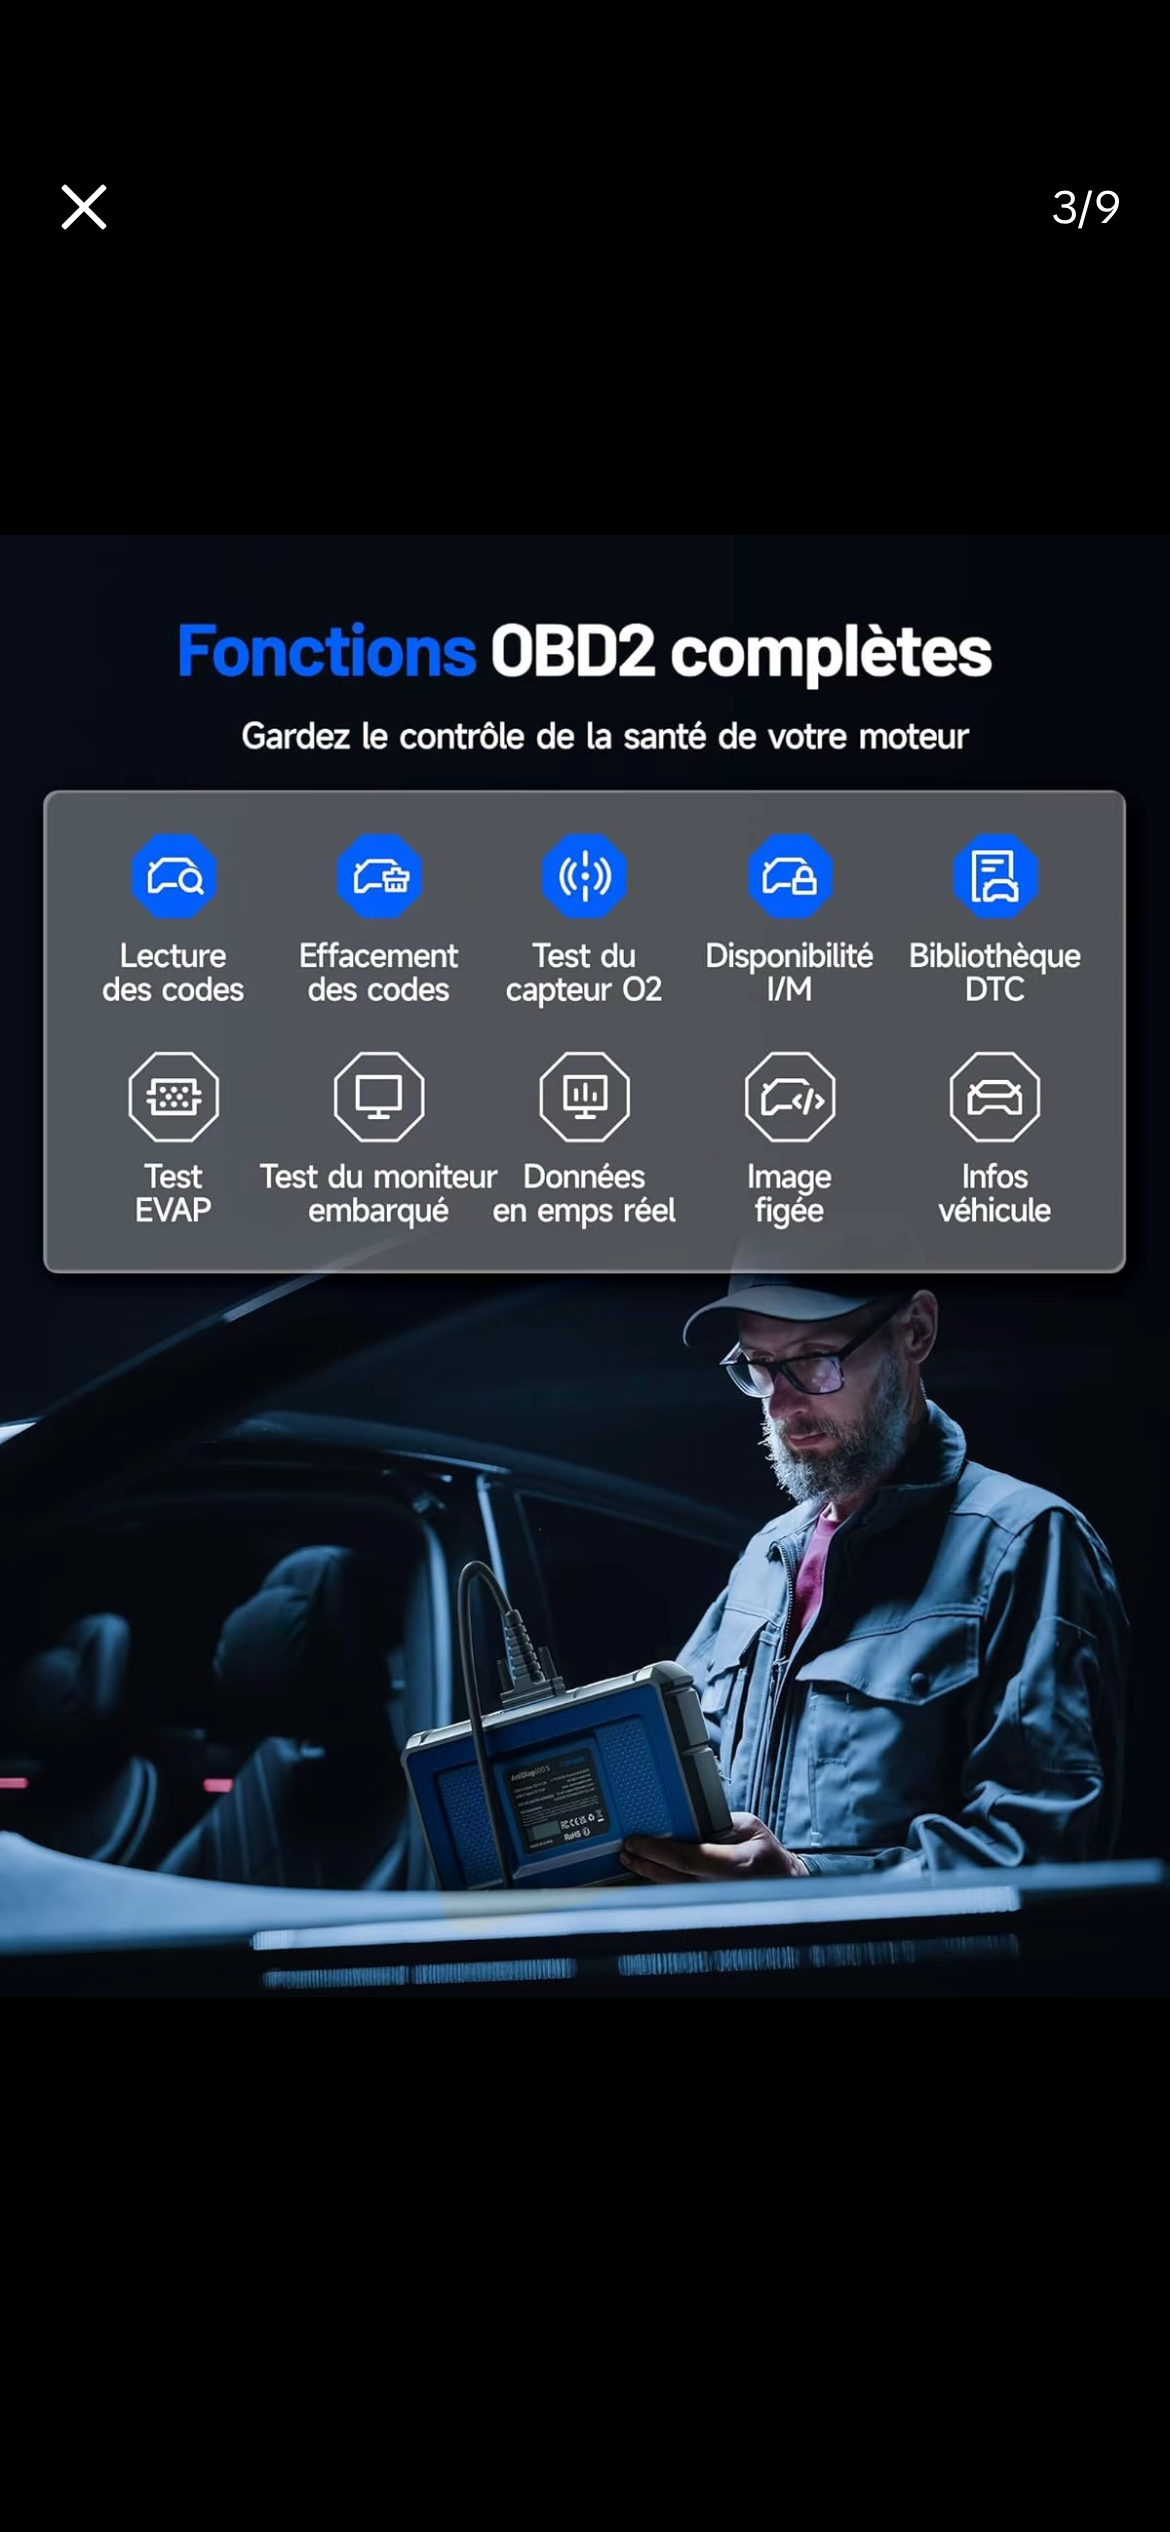 3/9
Fonctions OBD2 complètes
Gardez le contrôle de la santé de votre moteur
Lecture
des codes
Effacement
des codes
Test du
capteur O2
Disponibilité
I/M
Bibliothèque
DTC
Test
EVAP
Test du moniteur
embarqué
Données
en emps réel
Image
figée
Infos
véhicule
RoHS